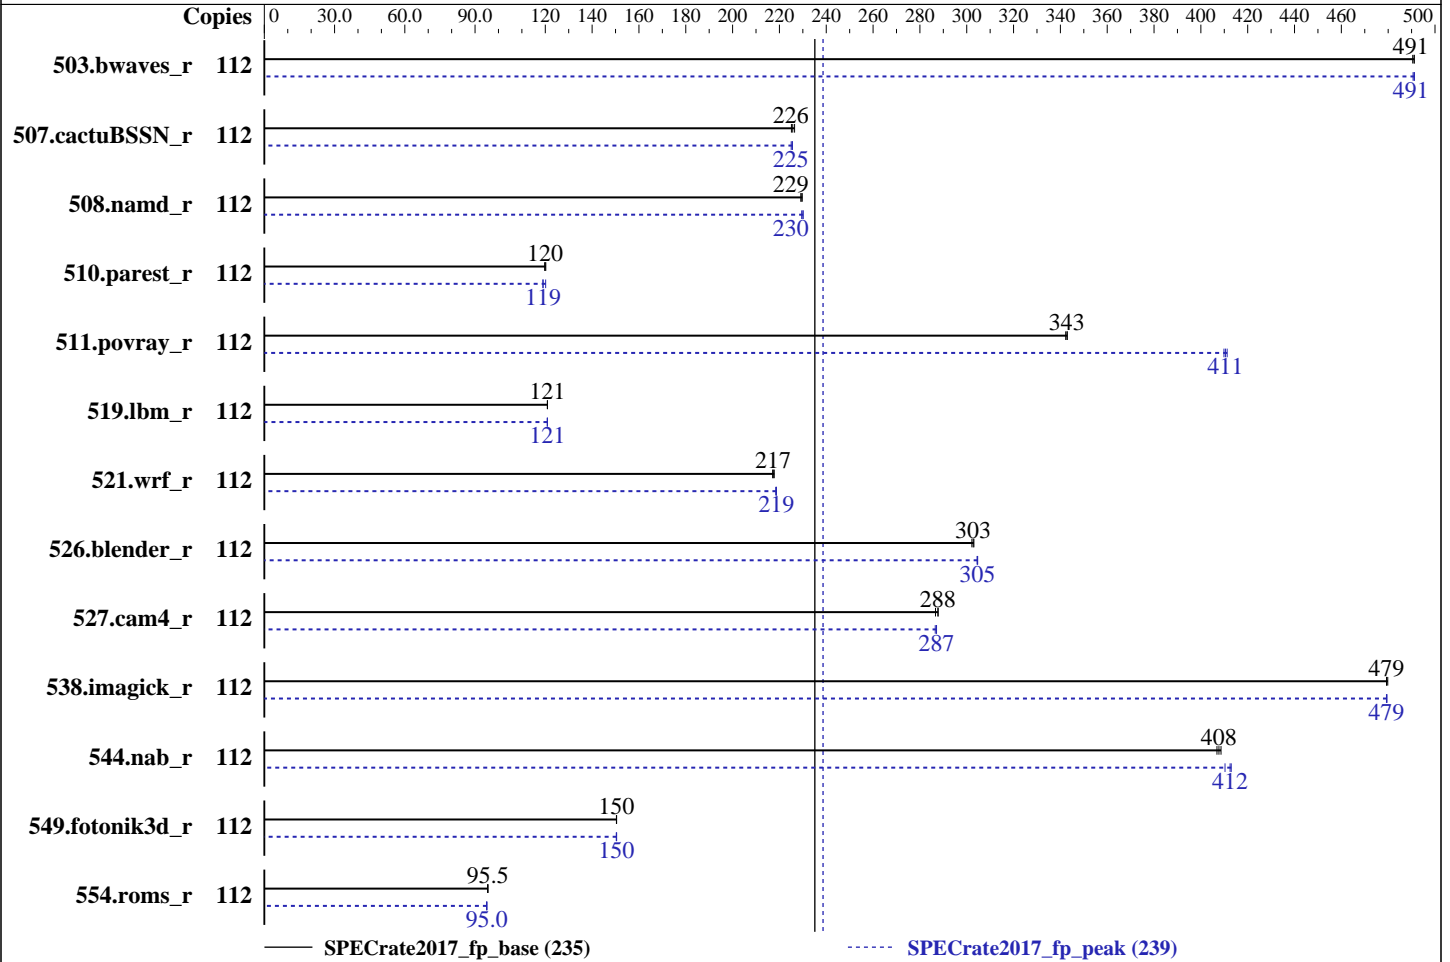 Copies 0 30.0 60.0 90.0 120 140 160 180 200 220 240 260 280 300 320 340 360 380 400 420 440 460 500
503.bwaves_r 112 491
491
507.cactuBSSN_r 112 226
225
508.namd_r 112 229
230
510.parest_r 112 120
119
511.povray_r 112 343
411
519.lbm_r 112 121
121
521.wrf_r 112 217
219
526.blender_r 112 303
305
527.cam4_r 112 288
287
538.imagick_r 112 479
479
544.nab_r 112 408
412
549.fotonik3d_r 112 150
150
554.roms_r 112 95.5
95.0
SPECrate2017_fp_base (235) SPECrate2017_fp_peak (239)